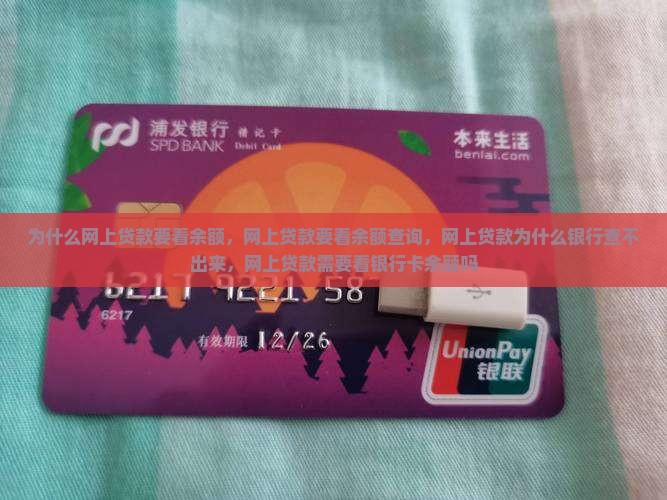 浦发银行 借记卡
SPD BANK Debit Card
本来生活
benlai.com
为什么网上贷款要看余额，网上贷款要看余额查询，网上贷款为什么银行查不
出来，网上贷款需要看银行卡余额吗
6217 9221 58
6217
有效期限 12/26
UnionPay
银联